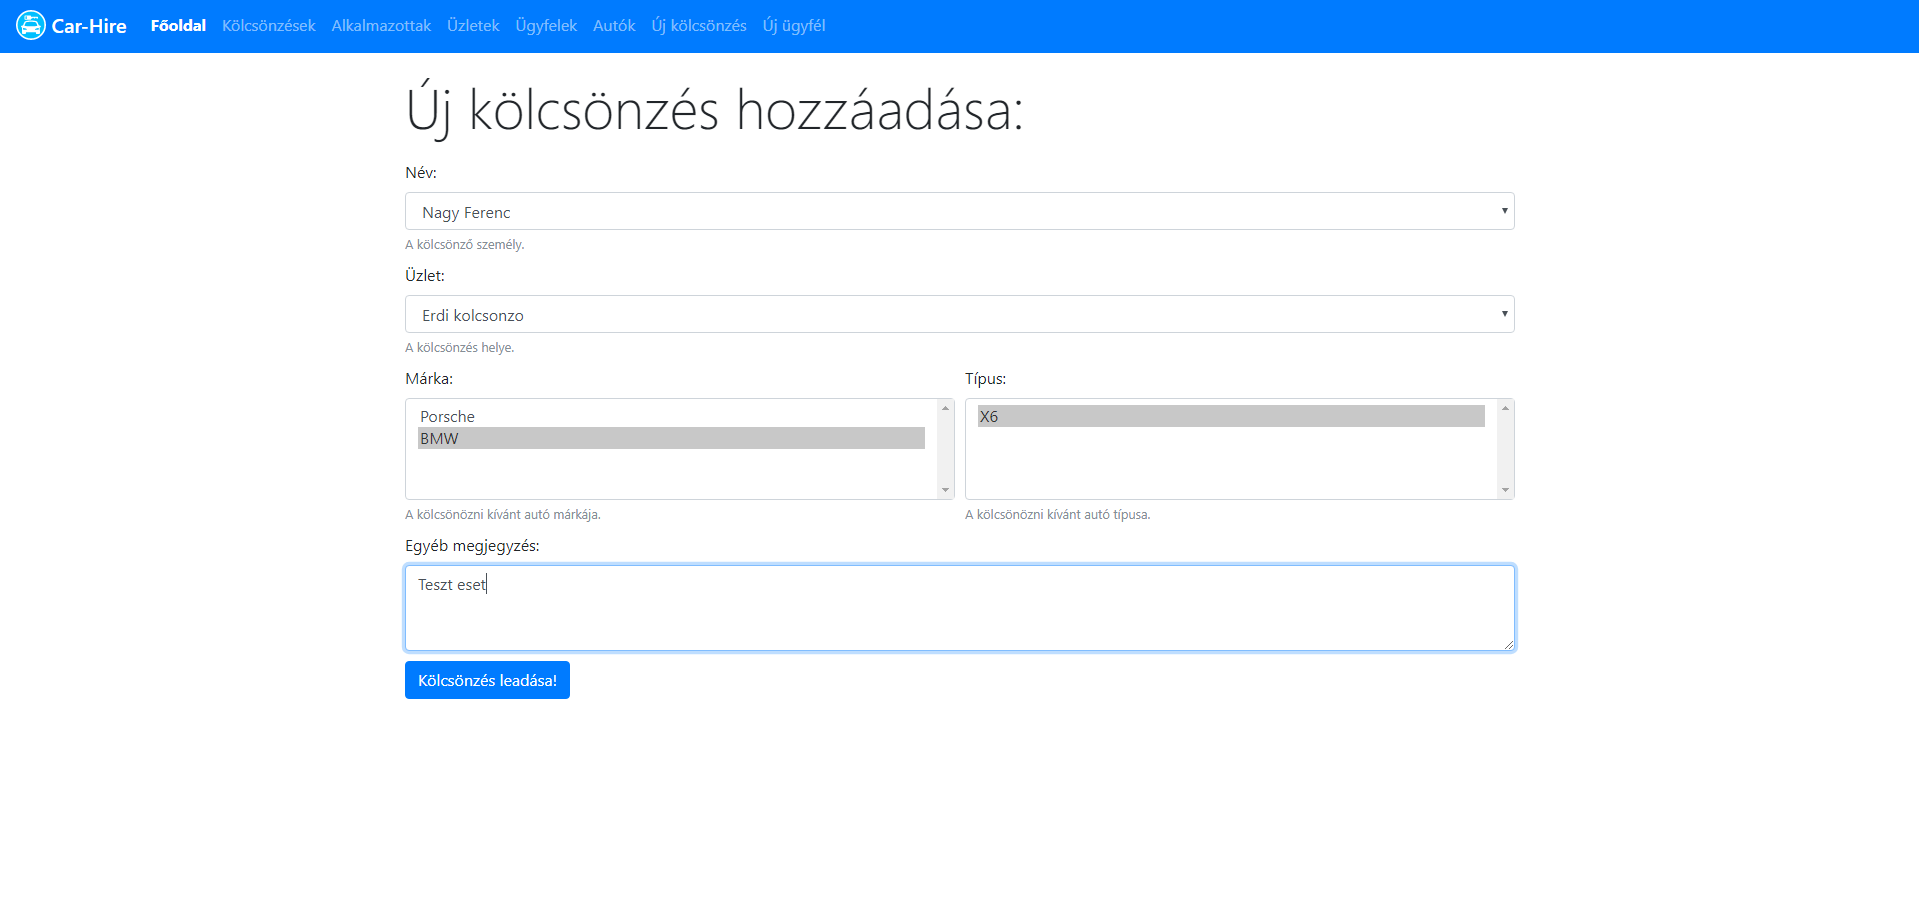 Car-Hire Főoldal Kölcsönzések Alkalmazottak Üzletek Ügyfelek Autók Új kölcsönzés Új ügyfél
Új kölcsönzés hozzáadása:
Név:
Nagy Ferenc
A kölcsönző személy.
Üzlet:
Erdi kolcsonzo
A kölcsönzés helye.
Márka:
Porsche
BMW
A kölcsönözni kívánt autó márkája.
Típus:
X6
A kölcsönözni kívánt autó típusa.
Egyéb megjegyzés:
Teszt eset
Kölcsönzés leadása!